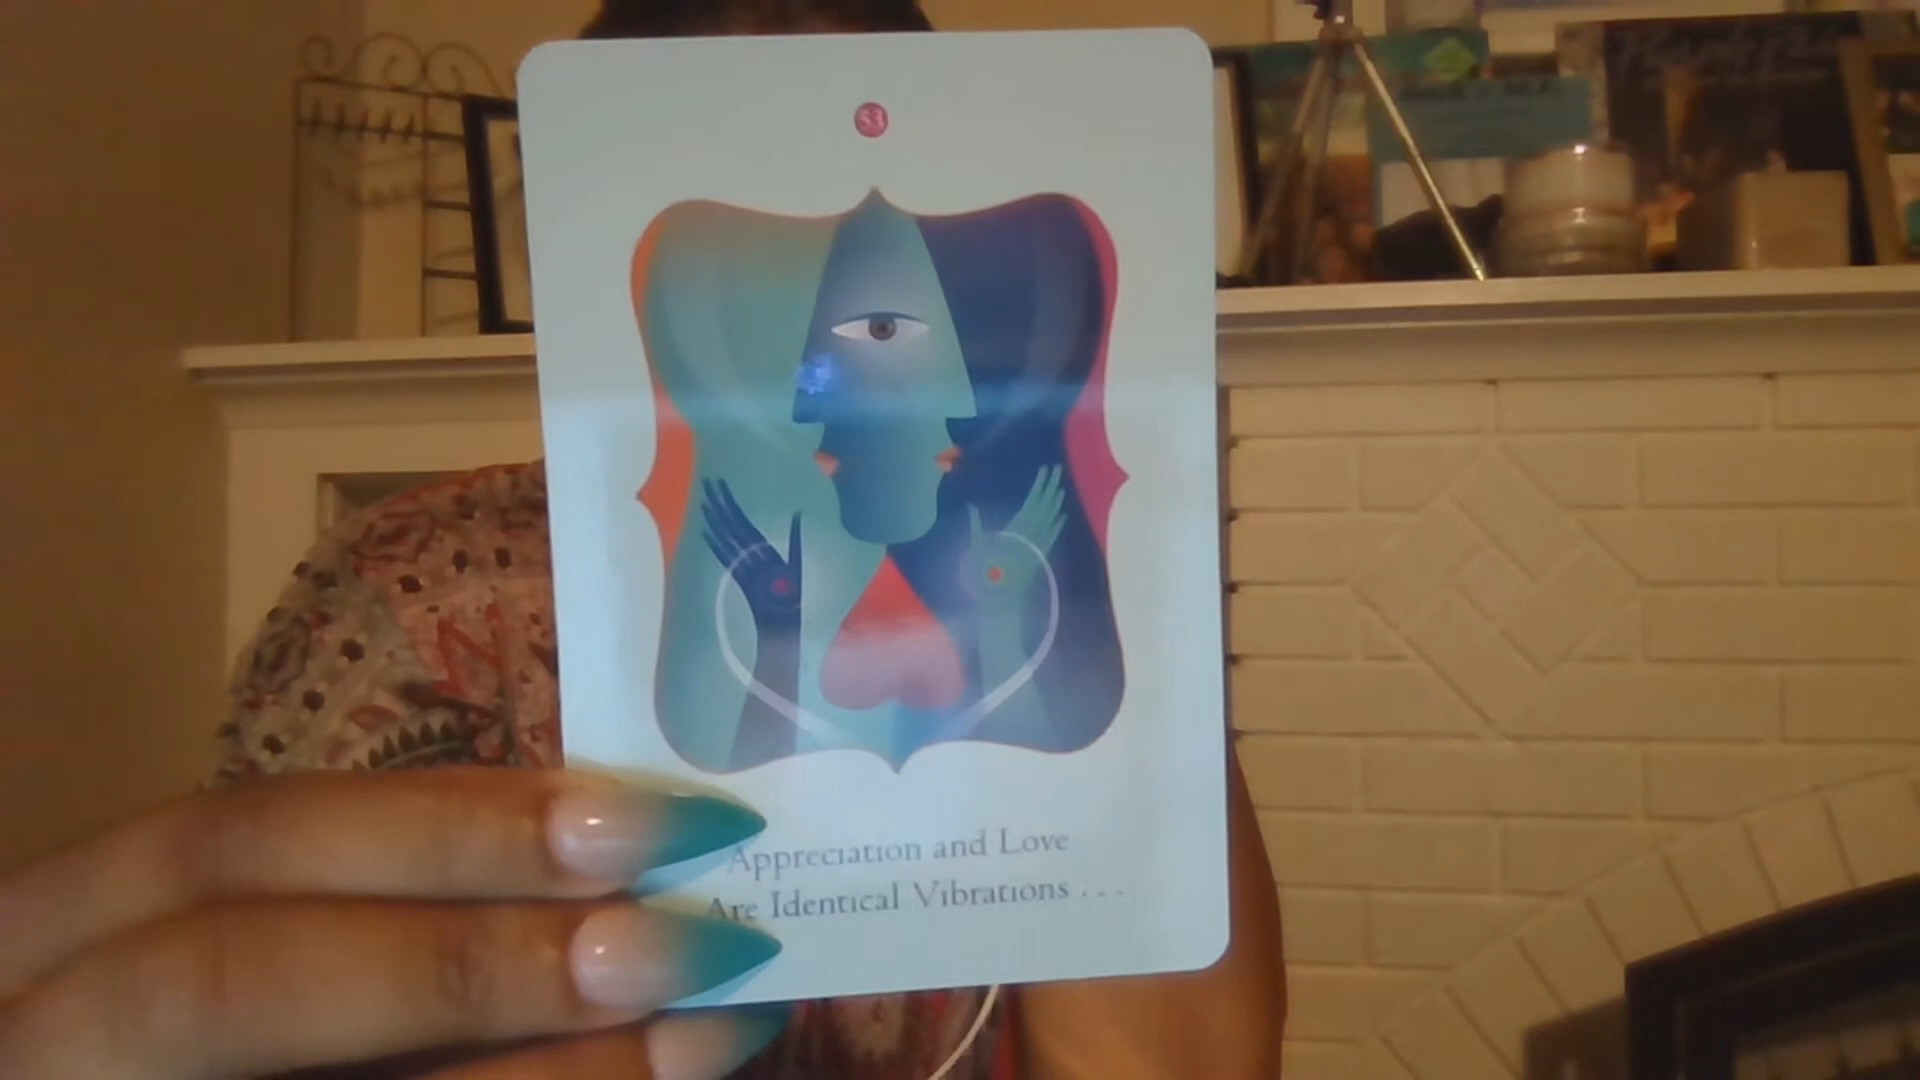 53
Appreciation and Love
Are Identical Vibrations . . .